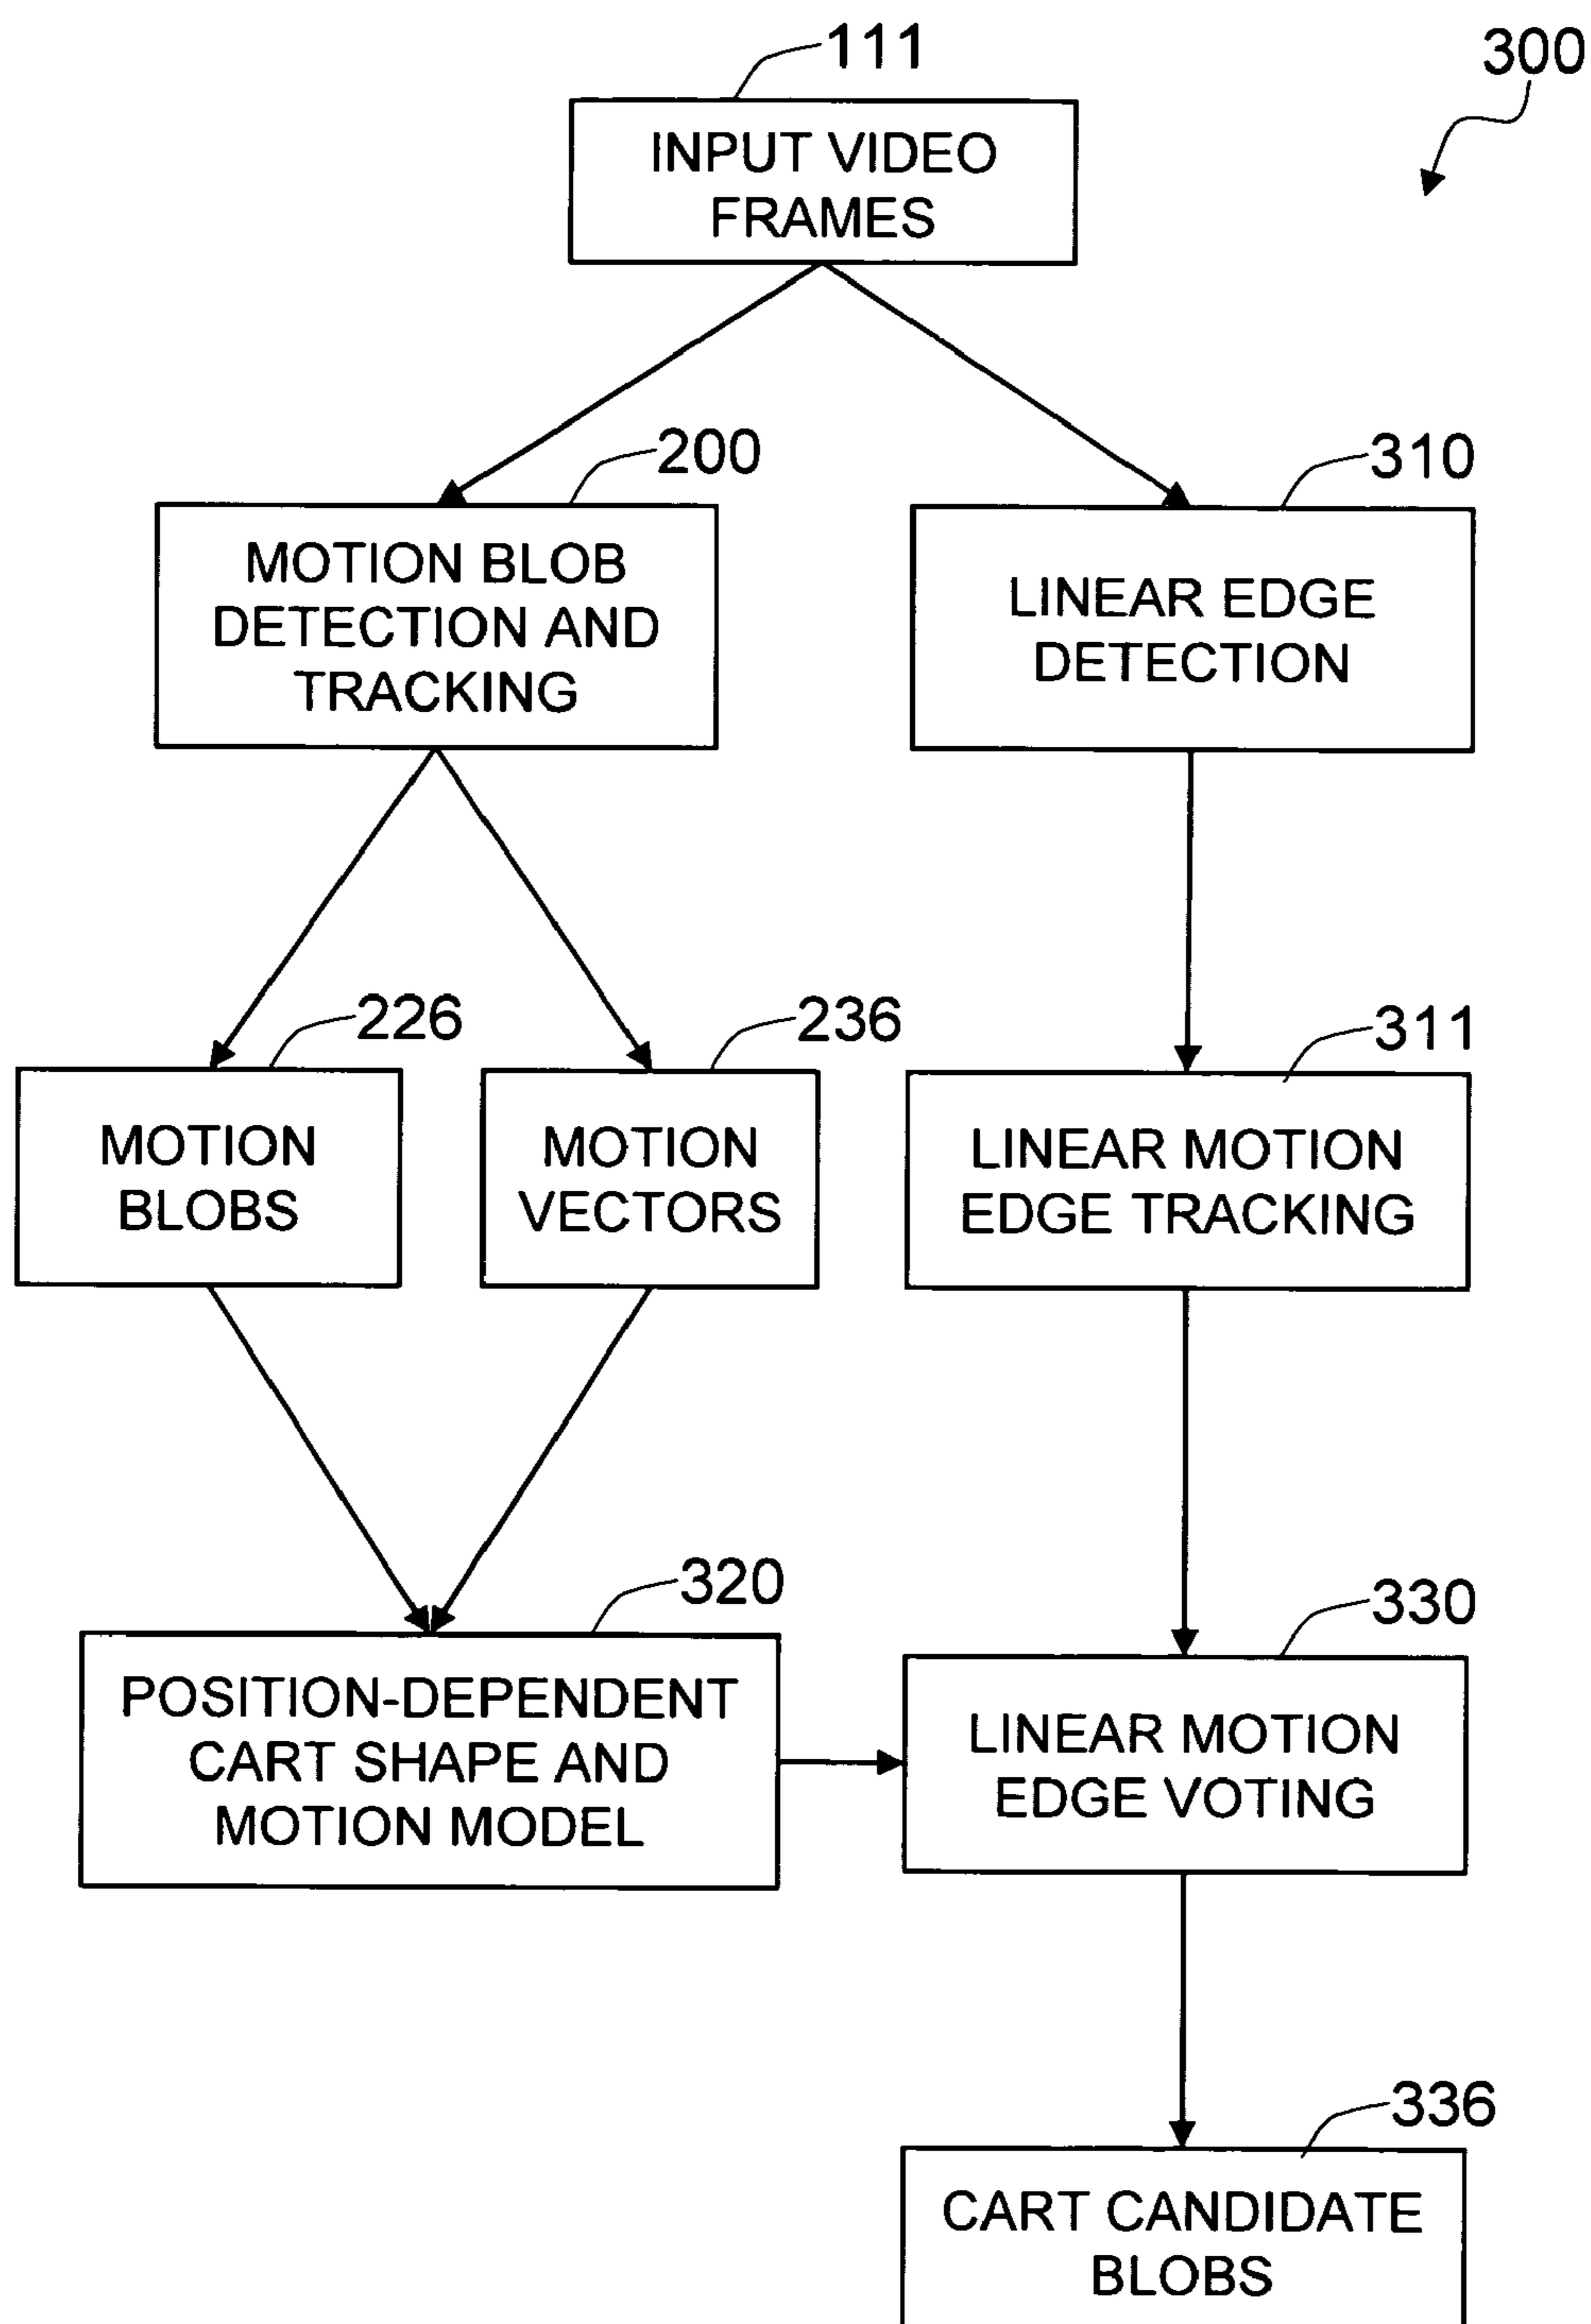 111
300
INPUT VIDEO
FRAMES
200
310
MOTION BLOB
DETECTION AND
TRACKING
LINEAR EDGE
DETECTION
226
236
311
MOTION
BLOBS
MOTION
VECTORS
LINEAR MOTION
EDGE TRACKING
320
330
POSITION-DEPENDENT
CART SHAPE AND
MOTION MODEL
LINEAR MOTION
EDGE VOTING
336
CART CANDIDATE
BLOBS